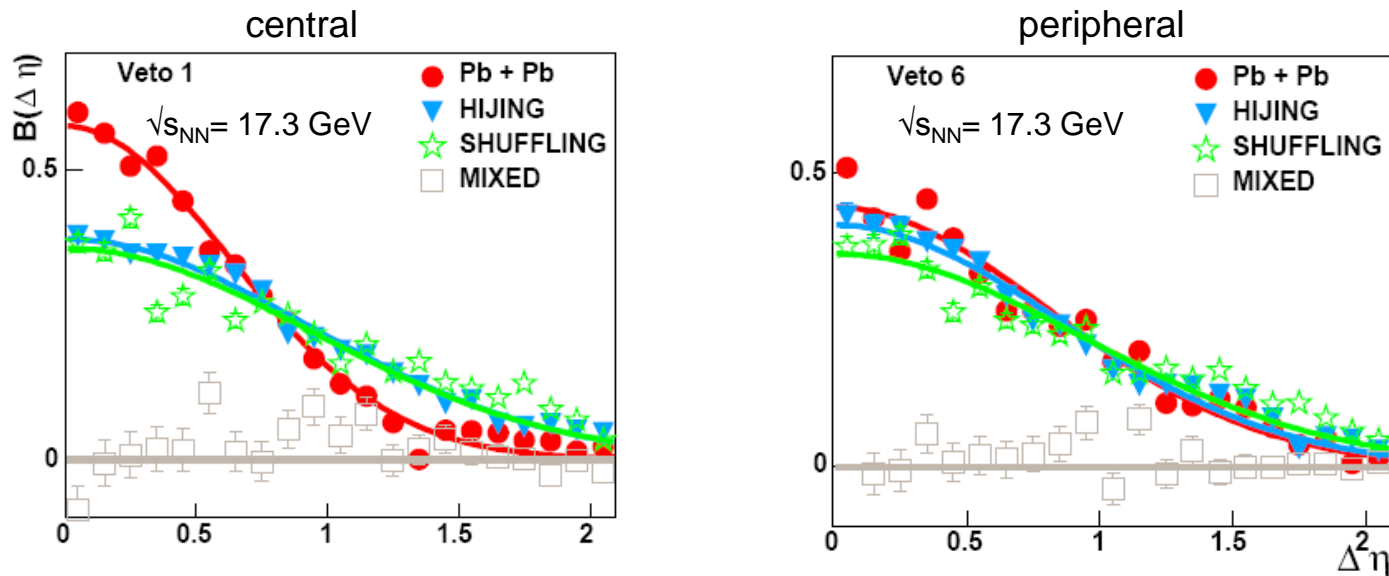 central
Veto 1
√sNN= 17.3 GeV
Pb + Pb
HIJING
SHUFFLING
MIXED
B(Δ η)
0.5
0
0 0.5 1 1.5 2
peripheral
Veto 6
√sNN= 17.3 GeV
Pb + Pb
HIJING
SHUFFLING
MIXED
0.5
0
0 0.5 1 1.5 2
Δ η